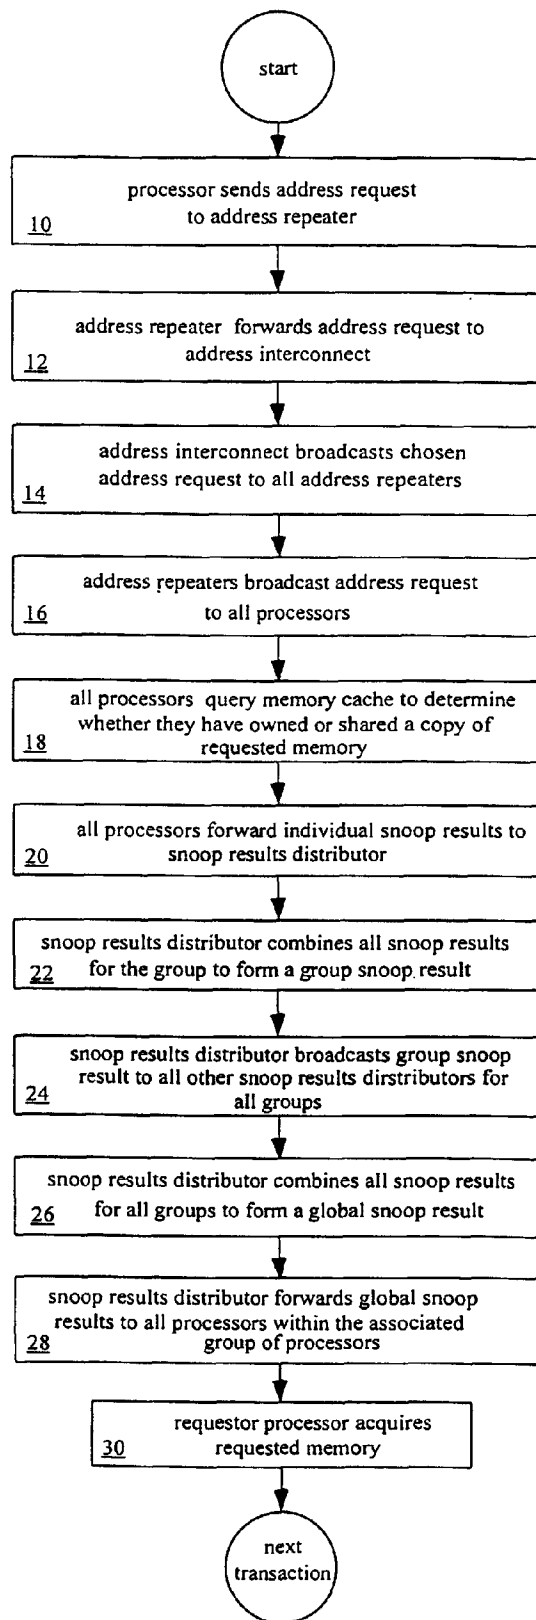 start
processor sends address request
to address repeater
10
address repeater forwards address request to
address interconnect
12
address interconnect broadcasts chosen
address request to all address repeaters
14
address repeaters broadcast address request
to all processors
16
all processors query memory cache to determine
whether they have owned or shared a copy of
requested memory
18
all processors forward individual snoop results to
snoop results distributor
20
snoop results distributor combines all snoop results
for the group to form a group snoop result
22
snoop results distributor broadcasts group snoop
result to all other snoop results dirstributors for
all groups
24
snoop results distributor combines all snoop results
for all groups to form a global snoop result
26
snoop results distributor forwards global snoop
results to all processors within the associated
group of processors
28
requestor processor acquires
requested memory
30
next
transaction